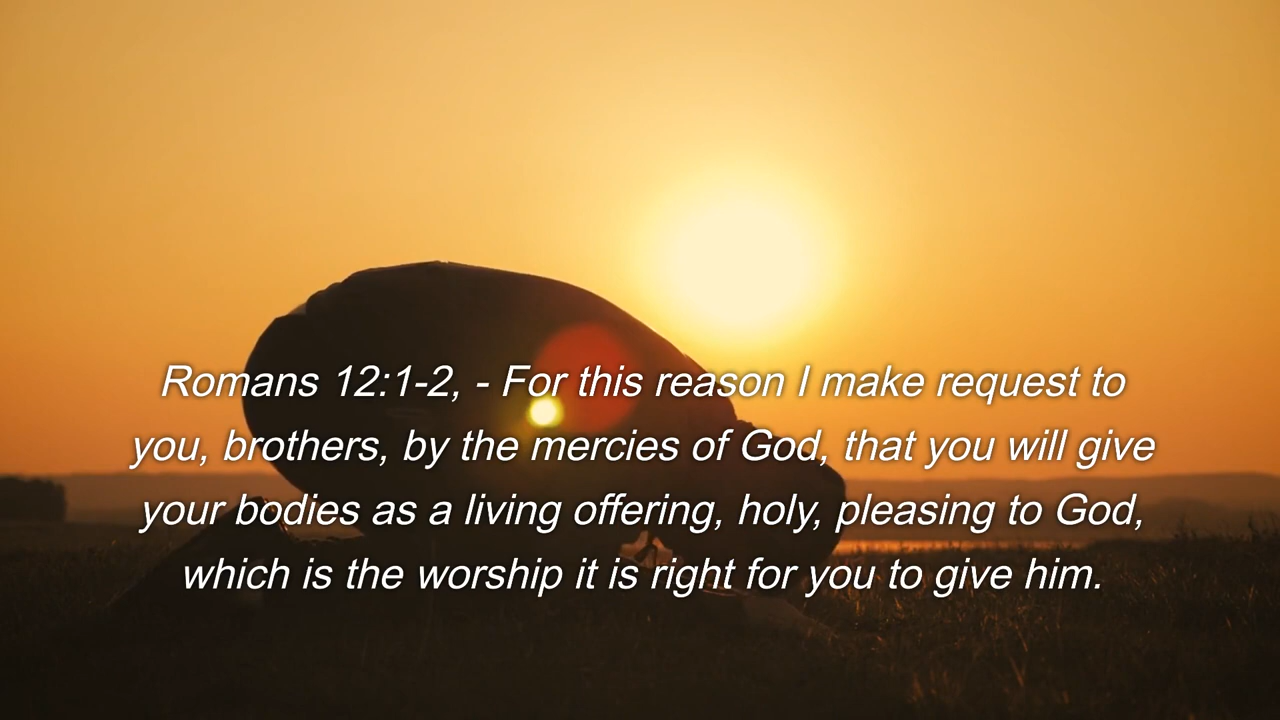 Romans 12:1-2, - For this reason I make request to
you, brothers, by the mercies of God, that you will give
your bodies as a living offering, holy, pleasing to God,
which is the worship it is right for you to give him.